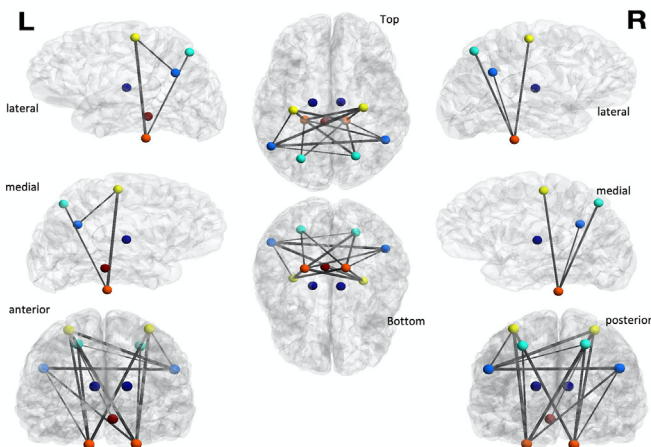 L
R
Top
lateral
lateral
medial
medial
anterior
Bottom
posterior